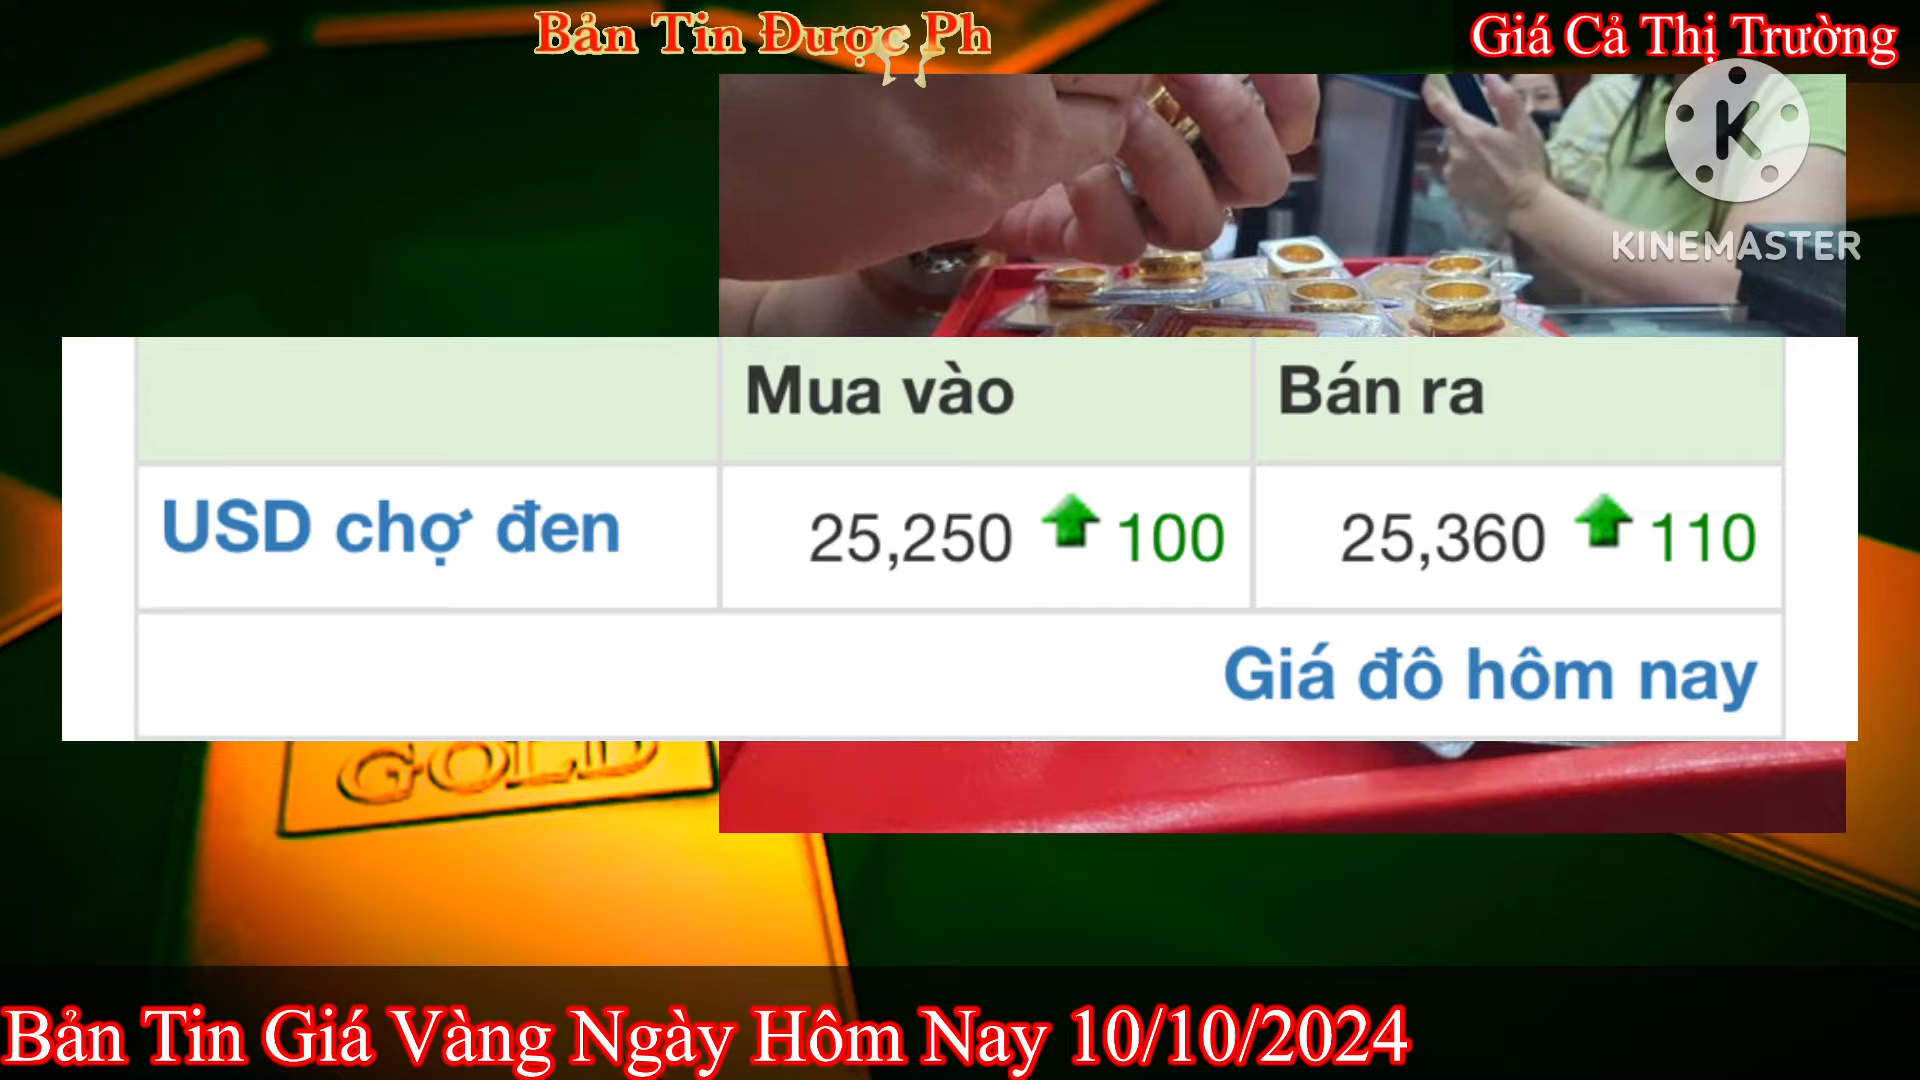 Bản Tin Được Ph
Giá Cả Thị Trường
KINEMASTER
Mua vào
Bán ra
USD chợ đen
25,250 100
25,360 110
Giá đô hôm nay
GOLD
Bản Tin Giá Vàng Ngày Hôm Nay 10/10/2024